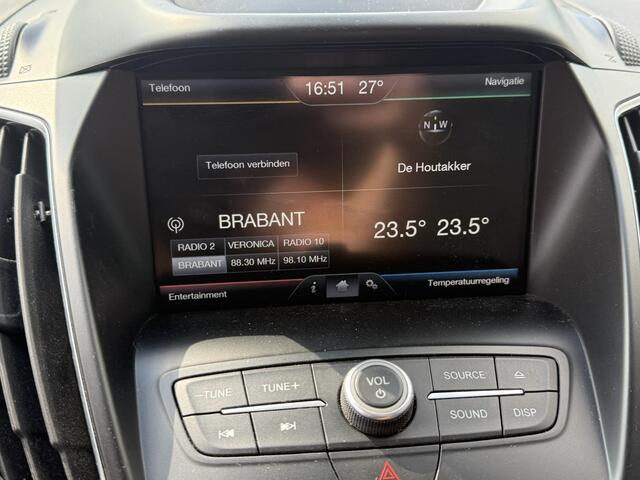 Telefoon 16:51 27° Navigatie
N W
Telefoon verbinden
De Houtakker
BRABANT
23.5° 23.5°
RADIO 2 VERONICA RADIO 10
BRABANT 88.30 MHz 98.10 MHz
Entertainment i Temperatuurregeling
−TUNE TUNE+ VOL SOURCE
SOUND DISP